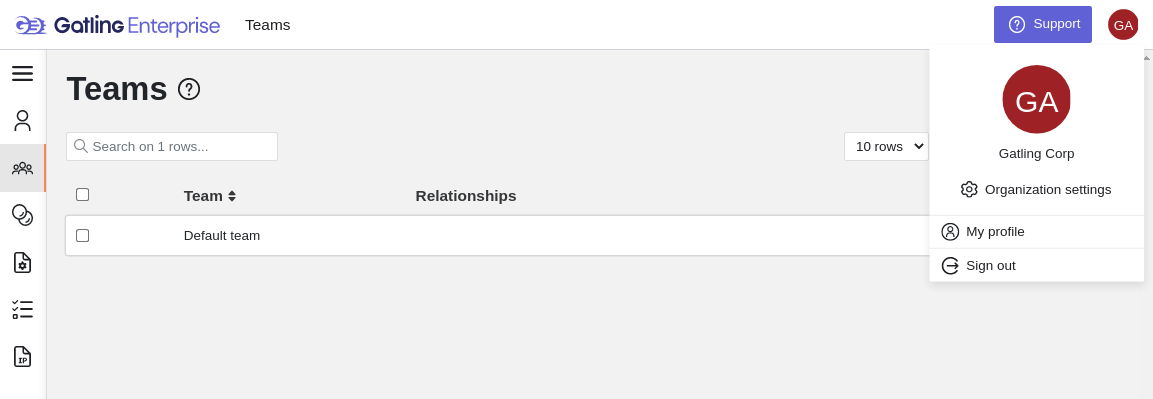 Gatling Enterprise
Teams
Support
GA
Teams
Search on 1 rows...
10 rows
Team
Relationships
Default team
GA
Gatling Corp
Organization settings
My profile
Sign out
IP